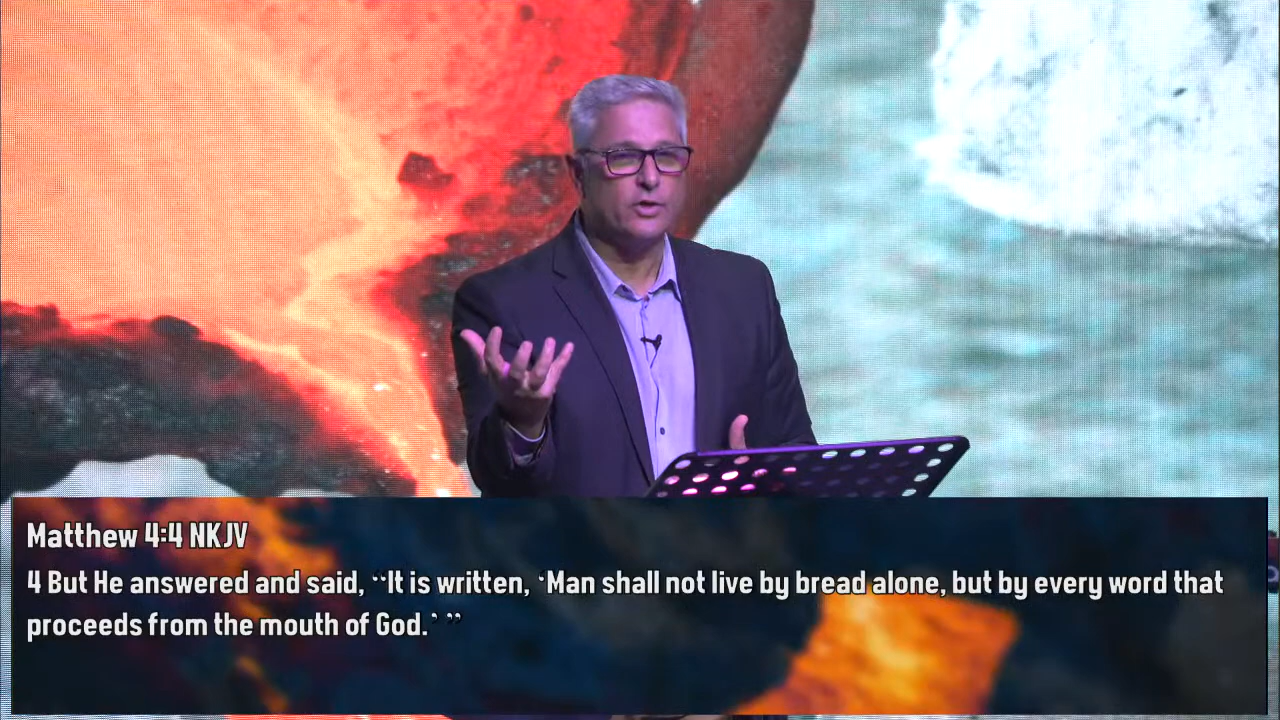 Matthew 4:4 NKJV
4 But He answered and said, “It is written, ‘Man shall not live by bread alone, but by every word that
proceeds from the mouth of God.’ ”